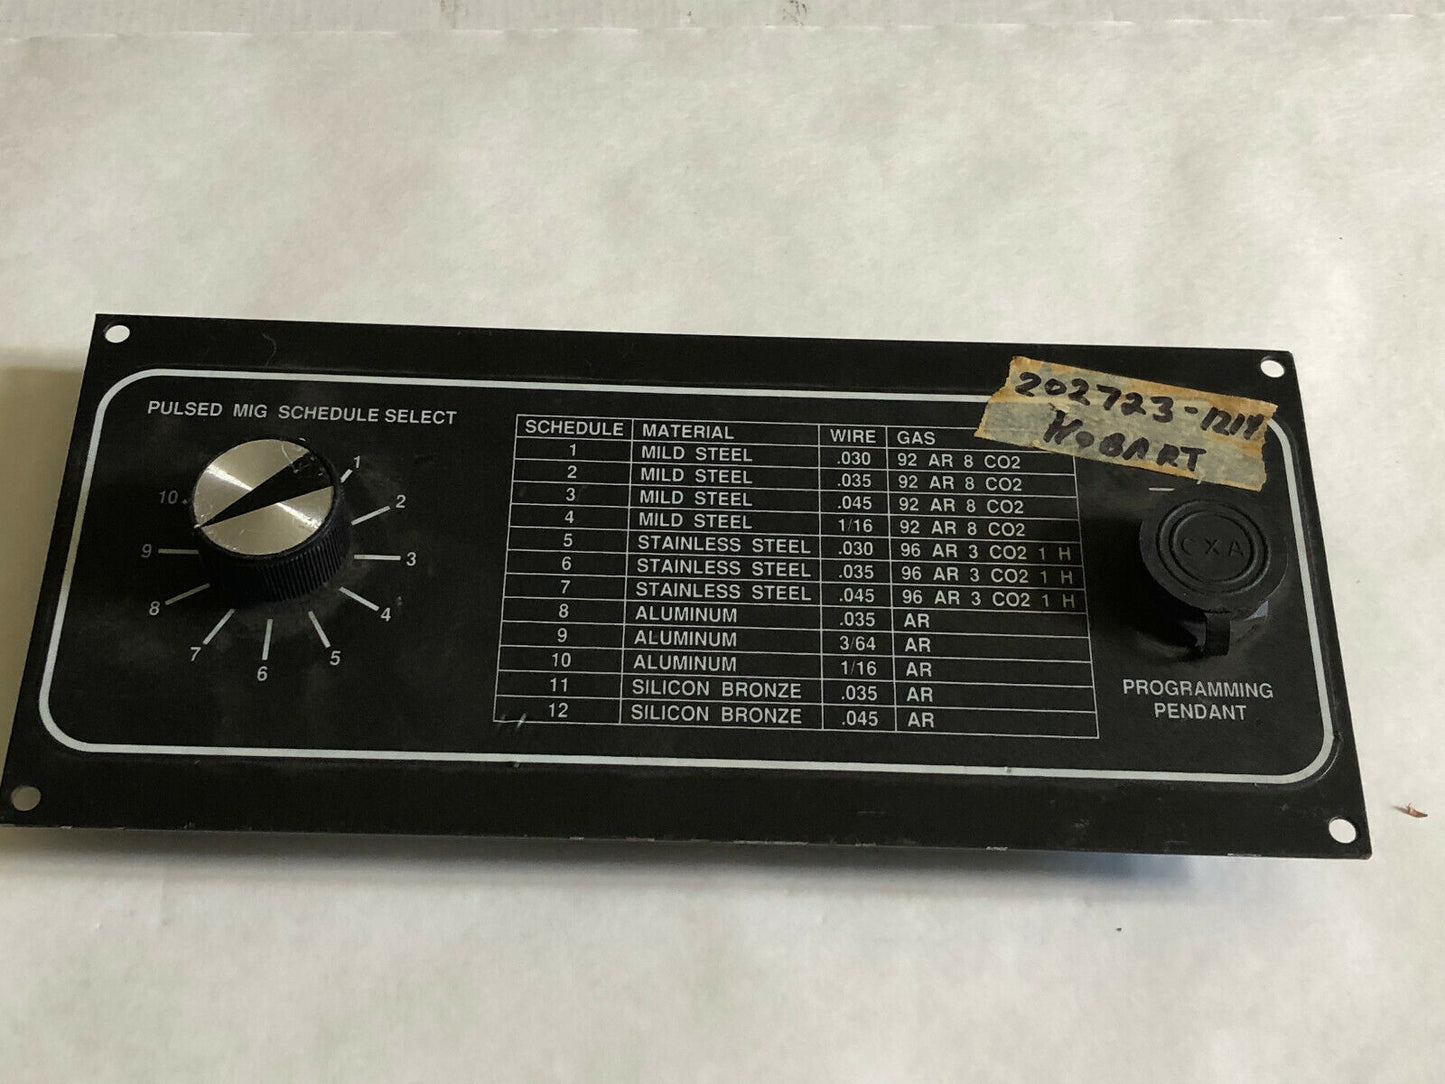 PULSED MIG SCHEDULE SELECT
1
2
3
4
5
6
7
8
9
10
SCHEDULE MATERIAL WIRE GAS
1 MILD STEEL .030 92 AR 8 CO2
2 MILD STEEL .035 92 AR 8 CO2
3 MILD STEEL .045 92 AR 8 CO2
4 MILD STEEL 1/16 92 AR 8 CO2
5 STAINLESS STEEL .030 96 AR 3 CO2 1 H
6 STAINLESS STEEL .035 96 AR 3 CO2 1 H
7 STAINLESS STEEL .045 96 AR 3 CO2 1 H
8 ALUMINUM .035 AR
9 ALUMINUM 3/64 AR
10 ALUMINUM 1/16 AR
11 SILICON BRONZE .035 AR
12 SILICON BRONZE .045 AR
HOBART
CXA
PROGRAMMING
PENDANT